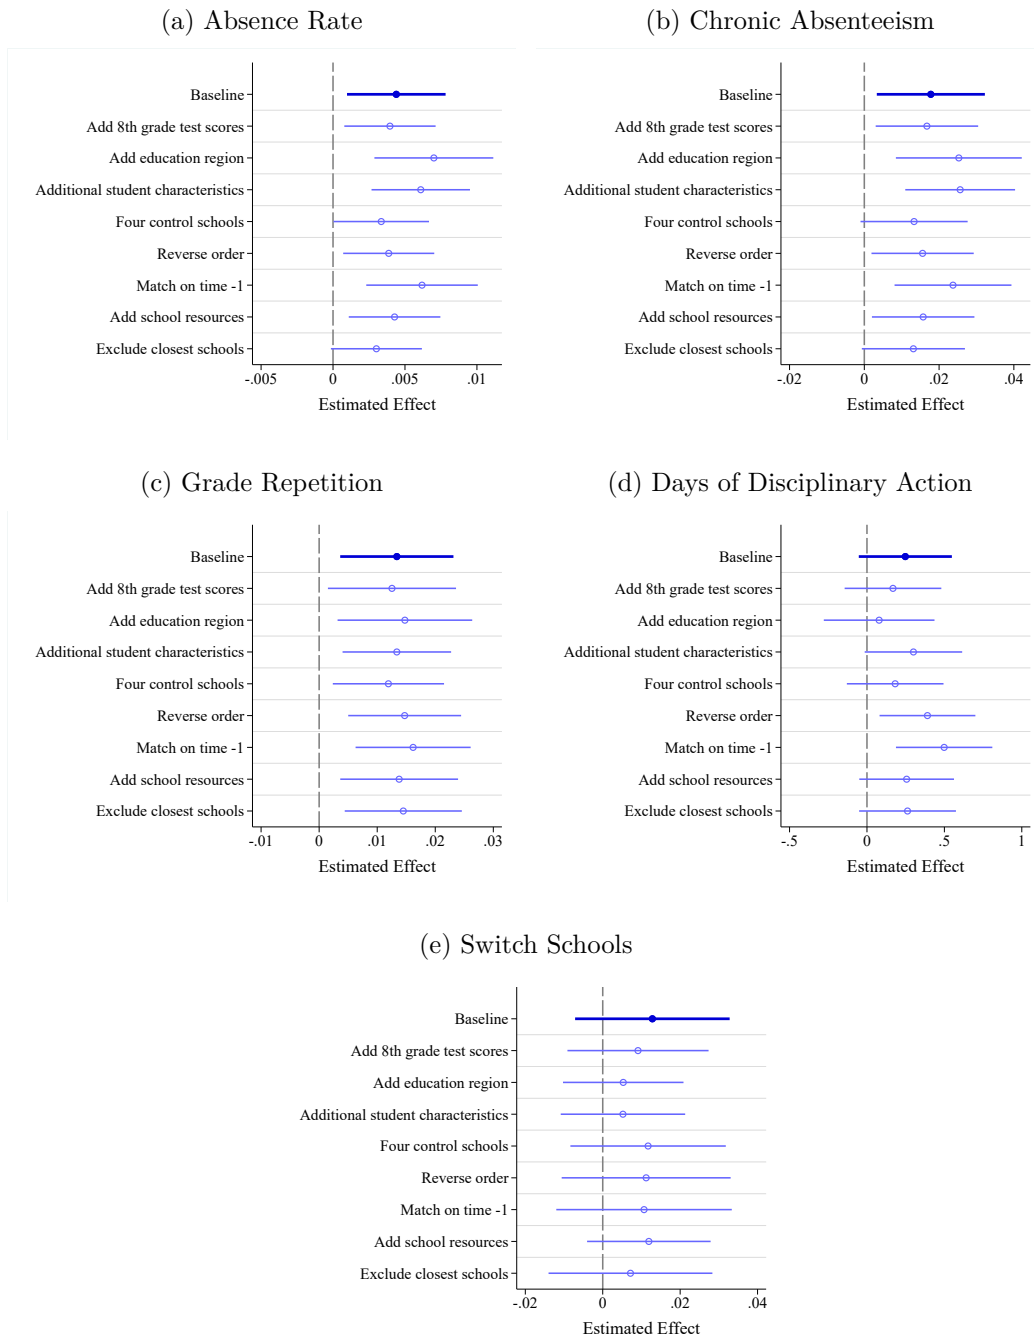 (a) Absence Rate
Baseline
Add 8th grade test scores
Add education region
Additional student characteristics
Four control schools
Reverse order
Match on time -1
Add school resources
Exclude closest schools
-.005 0 .005 .01
Estimated Effect
(b) Chronic Absenteeism
Baseline
Add 8th grade test scores
Add education region
Additional student characteristics
Four control schools
Reverse order
Match on time -1
Add school resources
Exclude closest schools
-.02 0 .02 .04
Estimated Effect
(c) Grade Repetition
Baseline
Add 8th grade test scores
Add education region
Additional student characteristics
Four control schools
Reverse order
Match on time -1
Add school resources
Exclude closest schools
-.01 0 .01 .02 .03
Estimated Effect
(d) Days of Disciplinary Action
Baseline
Add 8th grade test scores
Add education region
Additional student characteristics
Four control schools
Reverse order
Match on time -1
Add school resources
Exclude closest schools
-.5 0 .5 1
Estimated Effect
(e) Switch Schools
Baseline
Add 8th grade test scores
Add education region
Additional student characteristics
Four control schools
Reverse order
Match on time -1
Add school resources
Exclude closest schools
-.02 0 .02 .04
Estimated Effect